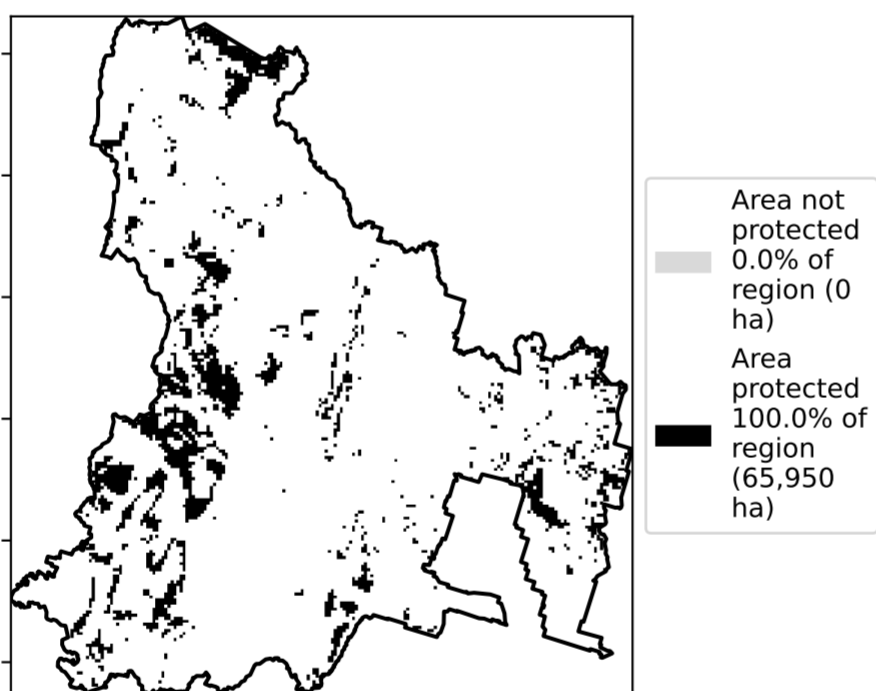 Area not
protected
0.0% of
region (0
ha)
Area
protected
100.0% of
region
(65,950
ha)